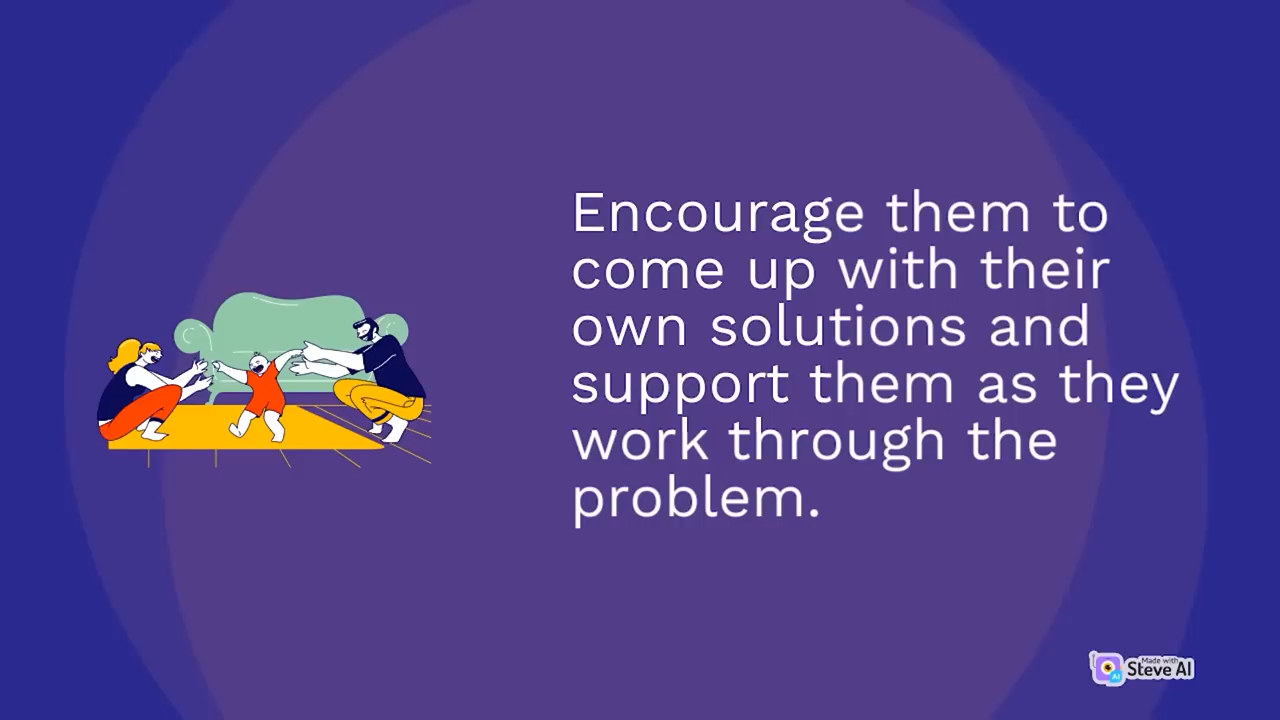 Encourage them to
come up with their
own solutions and
support them as they
work through the
problem.
Made with
Steve AI
AI